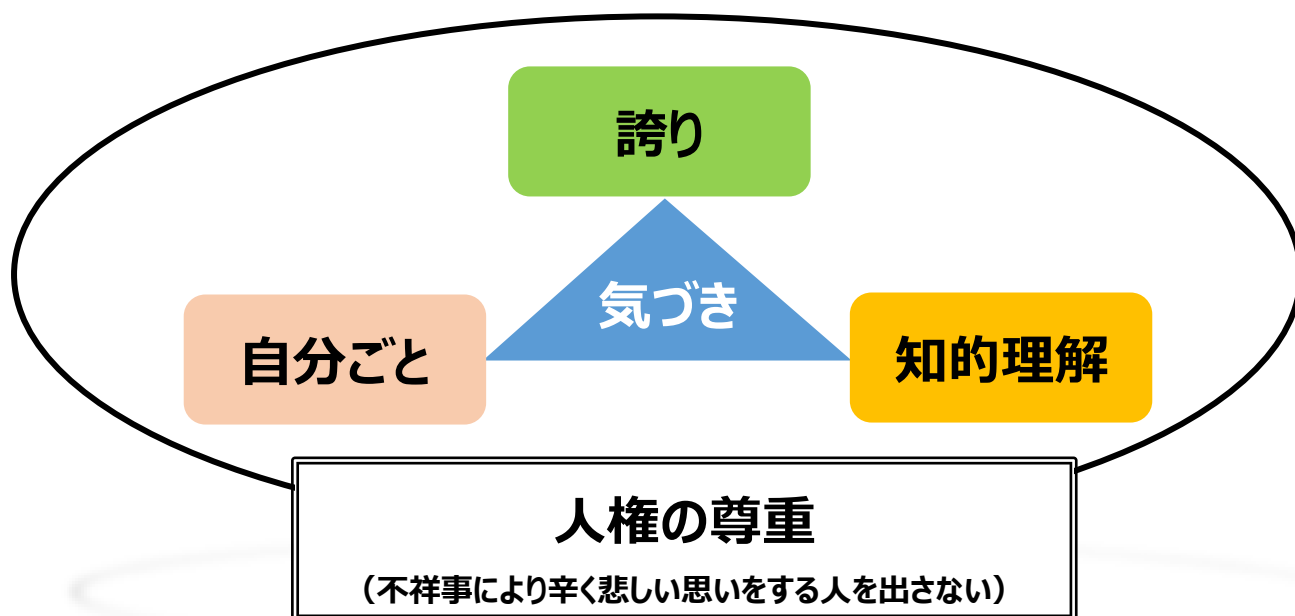 誇り
気づき
自分ごと
知的理解
人権の尊重
（不祥事により辛く悲しい思いをする人を出さない）